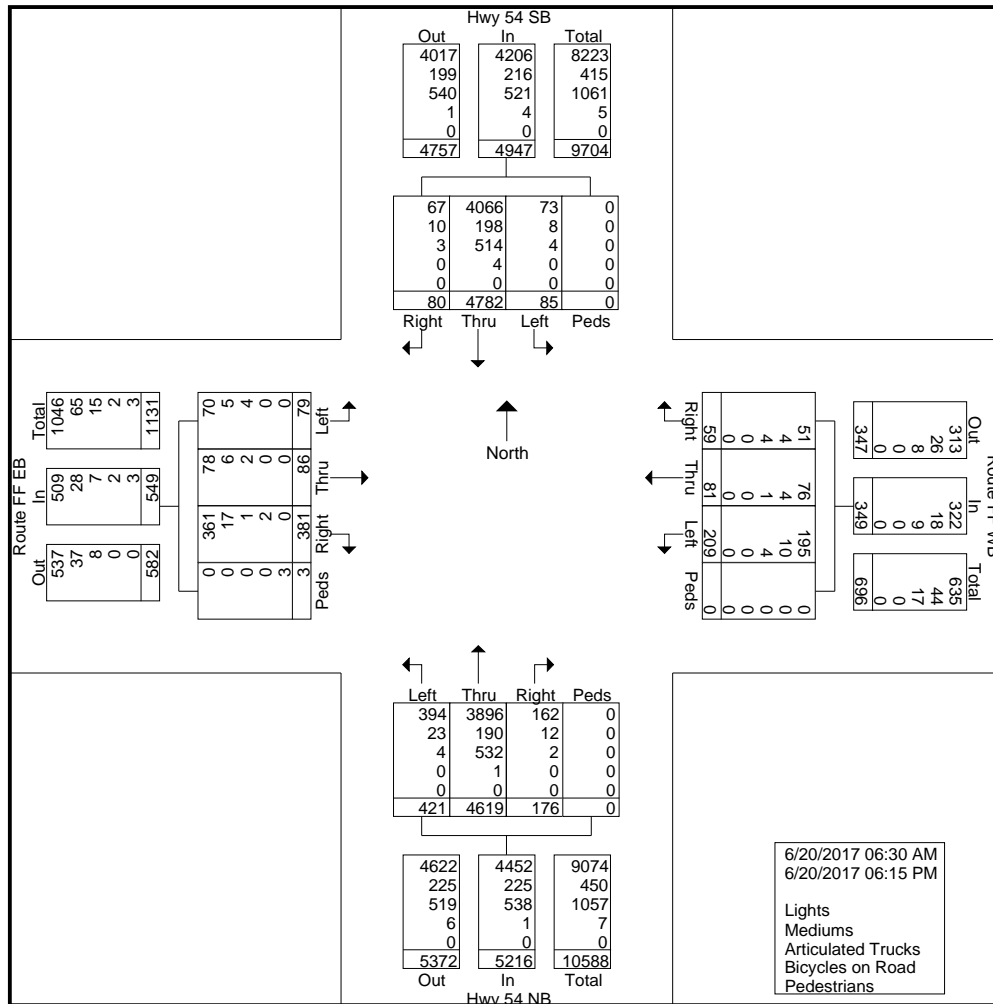 Hwy 54 SB
Out In Total
4017 4206 8223
199 216 415
540 521 1061
1 4 5
0 0 0
4757 4947 9704
67 4066 73 0
10 198 8 0
3 514 4 0
0 4 0 0
0 0 0 0
80 4782 85 0
Right Thru Left Peds
Route FF EB
Total In Out
1046 509 537
65 28 37
15 7 8
2 2 0
3 3 0
1131 549 582
Left Thru Right Peds
70 78 361 0
5 6 17 0
4 2 1 0
0 0 2 0
0 0 0 3
79 86 381 3
North
Right Thru Left Peds
51 76 195 0
4 4 10 0
4 1 4 0
0 0 0 0
0 0 0 0
59 81 209 0
Route FF WB
Out In Total
313 322 635
26 18 44
8 9 17
0 0 0
0 0 0
347 349 696
Left Thru Right Peds
394 3896 162 0
23 190 12 0
4 532 2 0
0 1 0 0
0 0 0 0
421 4619 176 0
4622 4452 9074
225 225 450
519 538 1057
6 1 7
0 0 0
5372 5216 10588
Out In Total
Hwy 54 NB
6/20/2017 06:30 AM
6/20/2017 06:15 PM
Lights
Mediums
Articulated Trucks
Bicycles on Road
Pedestrians